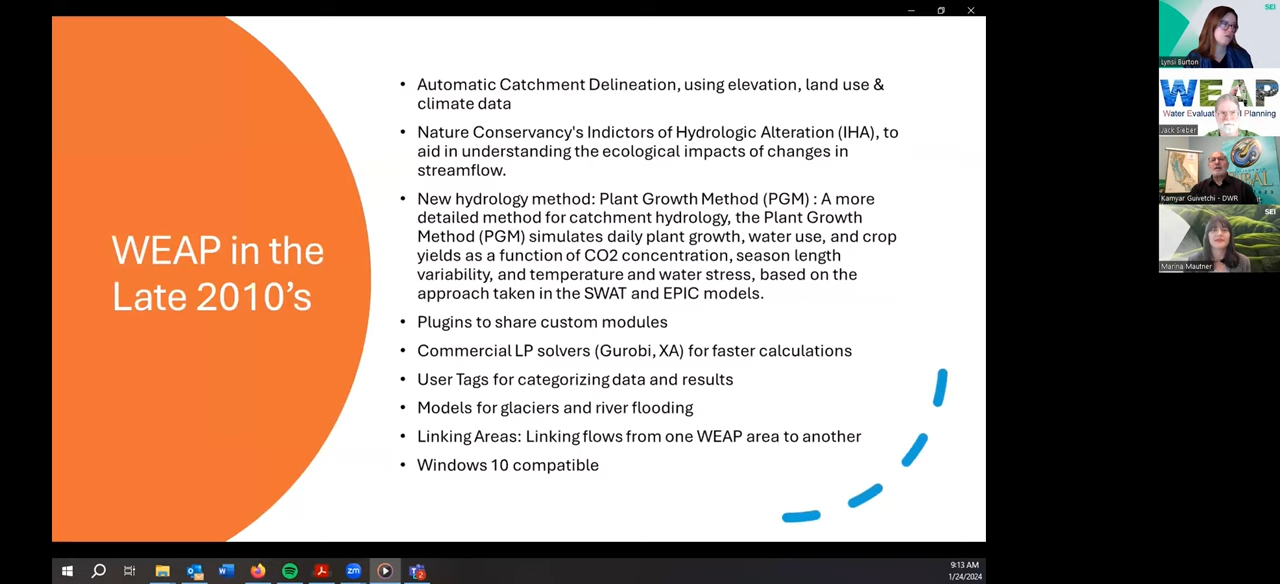 WEAP in the
Late 2010's
• Automatic Catchment Delineation, using elevation, land use &
climate data
• Nature Conservancy's Indictors of Hydrologic Alteration (IHA), to
aid in understanding the ecological impacts of changes in
streamflow.
• New hydrology method: Plant Growth Method (PGM) : A more
detailed method for catchment hydrology, the Plant Growth
Method (PGM) simulates daily plant growth, water use, and crop
yields as a function of CO2 concentration, season length
variability, and temperature and water stress, based on the
approach taken in the SWAT and EPIC models.
• Plugins to share custom modules
• Commercial LP solvers (Gurobi, XA) for faster calculations
• User Tags for categorizing data and results
• Models for glaciers and river flooding
• Linking Areas: Linking flows from one WEAP area to another
• Windows 10 compatible
SEI
Lynsi Burton
WEAP
Water Evaluat Planning
Jack Sieber
Kamyar Guivetchi - DWR
SEI
Marina Mautner
zm
9:13 AM
1/24/2024